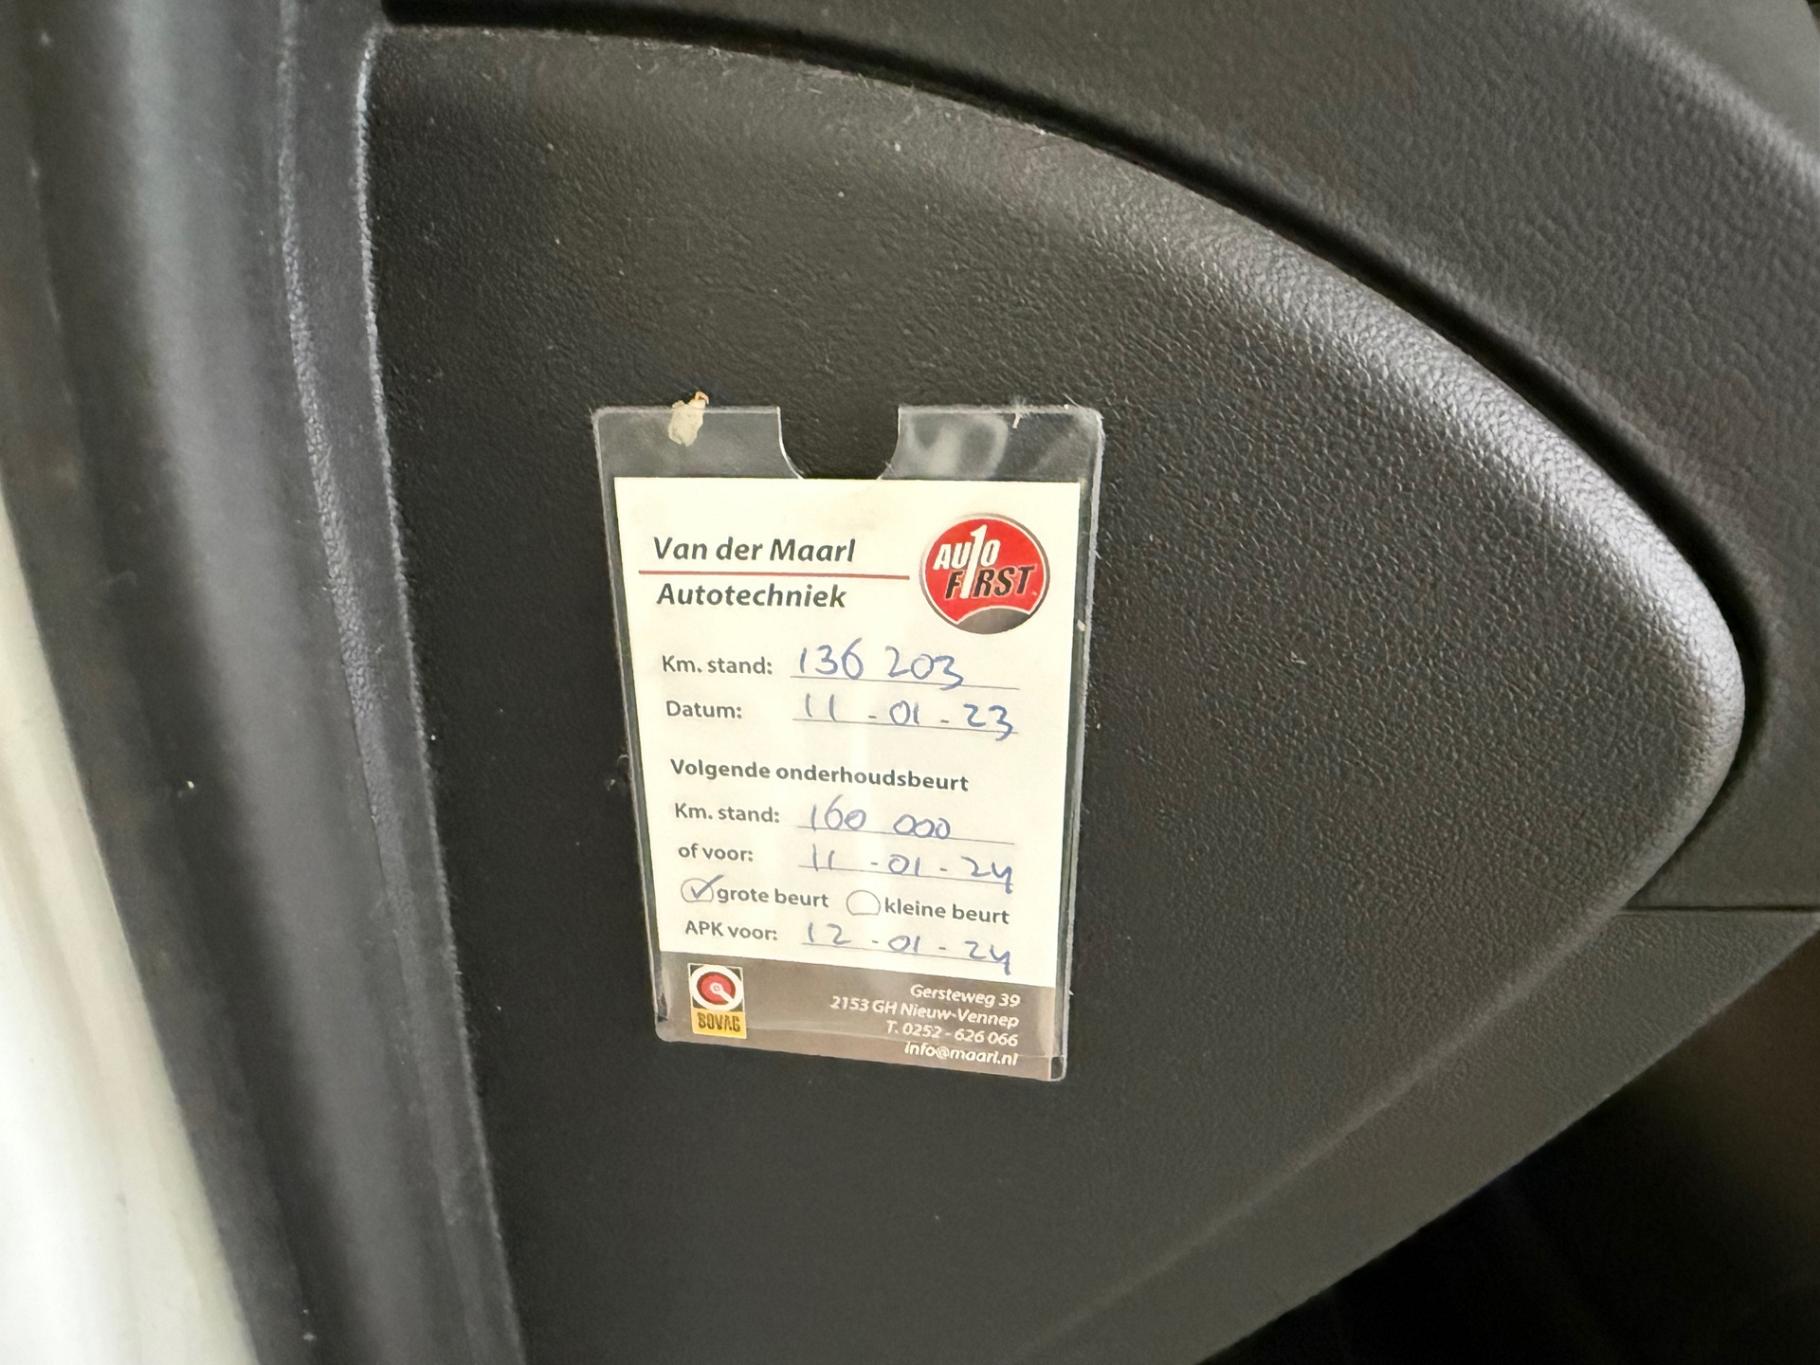 Van der Maarl
Autotechniek
AUTO
F1RST
Km. stand: 136 203
Datum: 11-01-23
Volgende onderhoudsbeurt
Km. stand: 160 000
of voor: 11-01-24
grote beurt kleine beurt
APK voor: 12-01-24
BOVAG
Gersteweg 39
2153 GH Nieuw-Vennep
T. 0252 - 626 066
info@maarl.nl